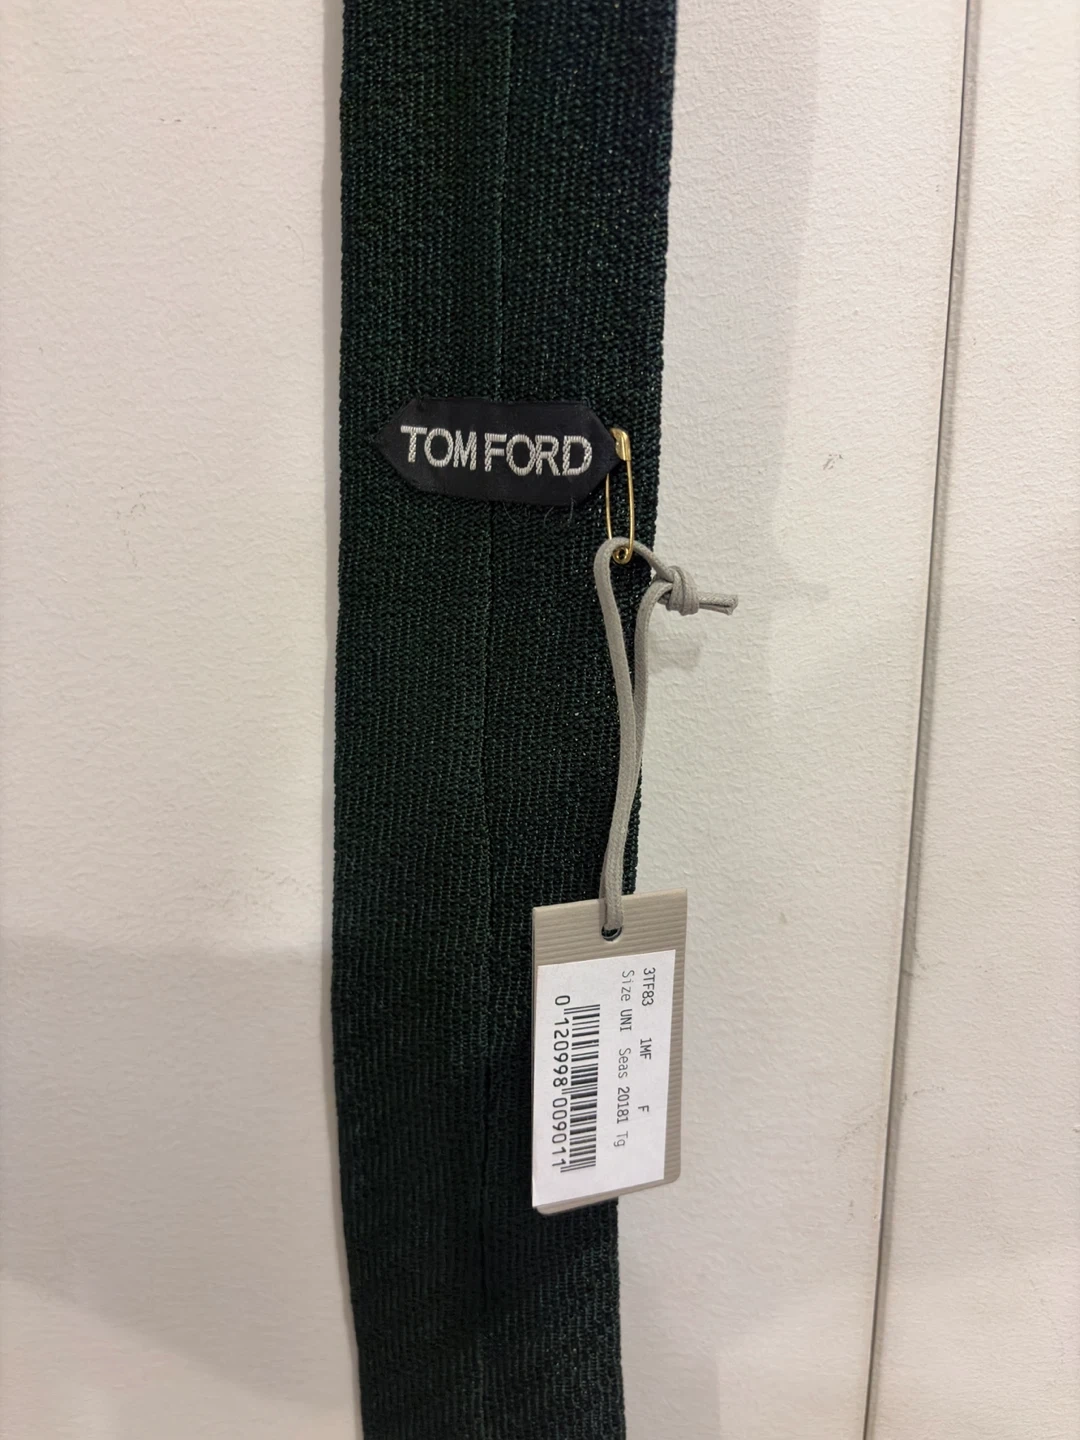 TOM FORD
3TF83 1MF F
Size UNI Seas 20181 Tg
0 120998 009011